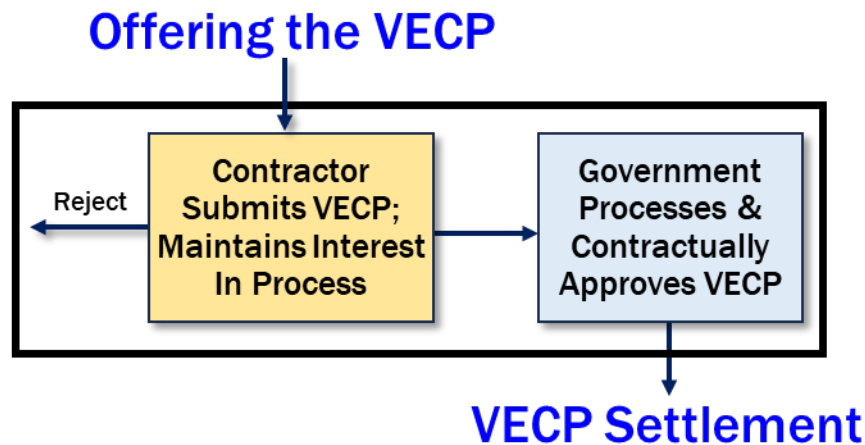 Offering the VECP
Reject
Contractor
Submits VECP;
Maintains Interest
In Process
Government
Processes &
Contractually
Approves VECP
VECP Settlement